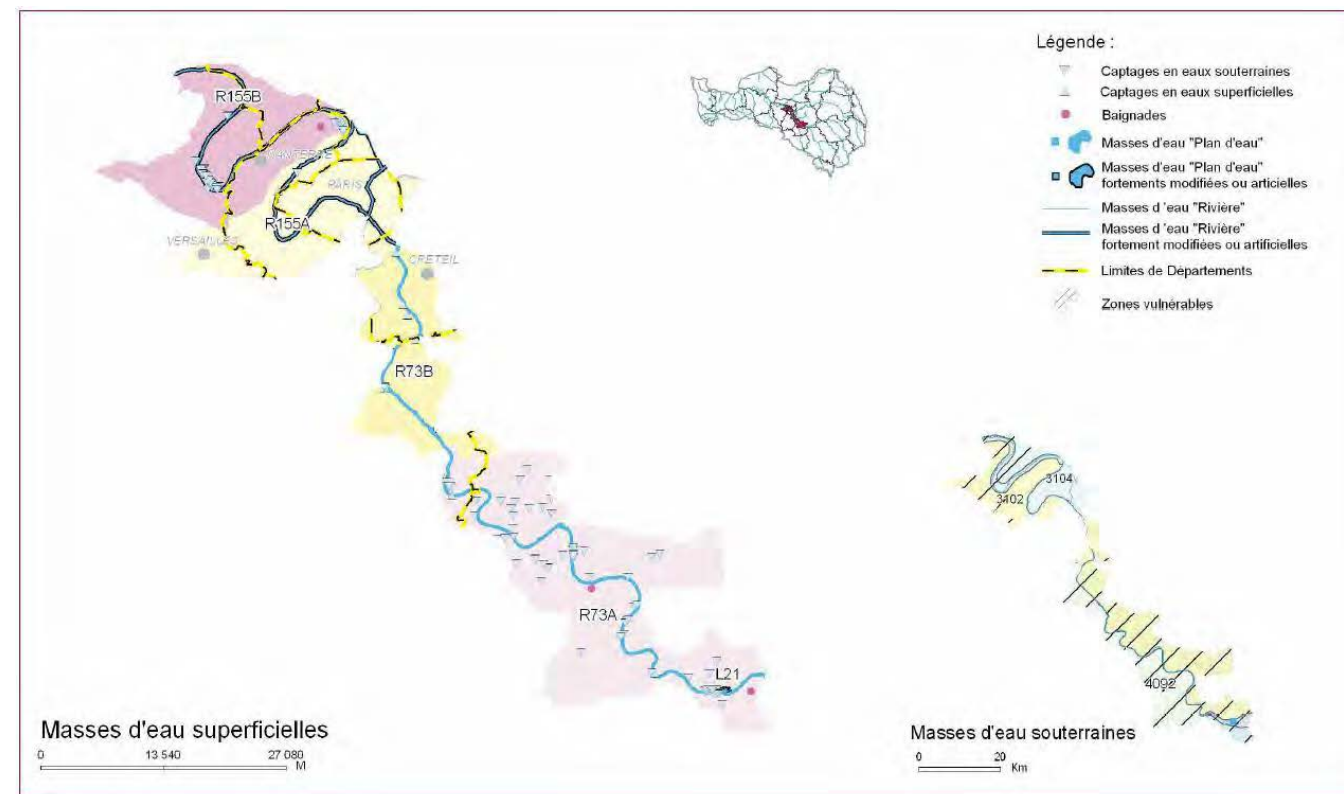 Légende :
Captages en eaux souterraines
Captages en eaux superficielles
Baignades
Masses d'eau "Plan d'eau"
Masses d'eau "Plan d'eau"
fortements modifiées ou articielles
Masses d 'eau "Rivière"
Masses d 'eau "Rivière"
fortement modifiées ou artificielles
Limites de Départements
Zones vulnérables
R155B
NANTERRE
PARIS
R155A
VERSAILLES
CRETEIL
R73B
R73A
L21
Masses d'eau superficielles
0 13 540 27 080
M
3104
3102
4092
Masses d'eau souterraines
0 20
Km